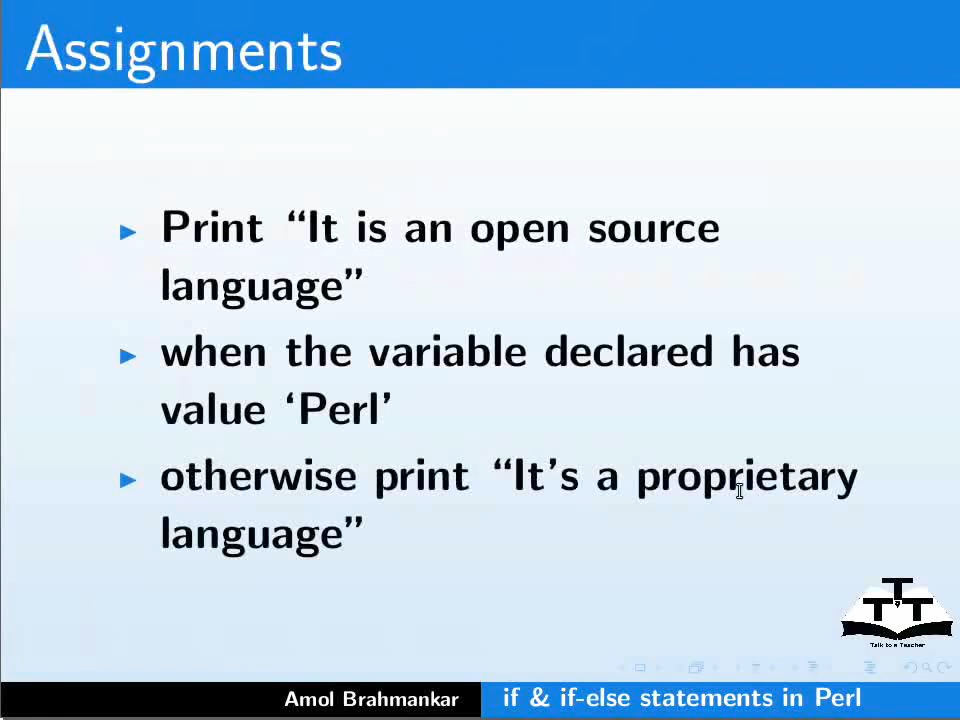 Assignments
Print “It is an open source
language”
when the variable declared has
value ‘Perl’
otherwise print “It’s a proprietary
language”
T T T
Talk to a Teacher
Amol Brahmankar
if & if-else statements in Perl